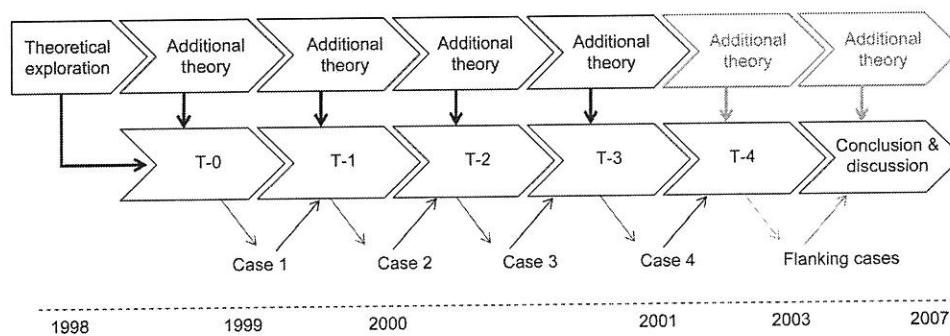 Theoretical
exploration
Additional
theory
Additional
theory
Additional
theory
Additional
theory
Additional
theory
Additional
theory
T-0
T-1
T-2
T-3
T-4
Conclusion &
discussion
Case 1
Case 2
Case 3
Case 4
Flanking cases
1998
1999
2000
2001
2003
2007